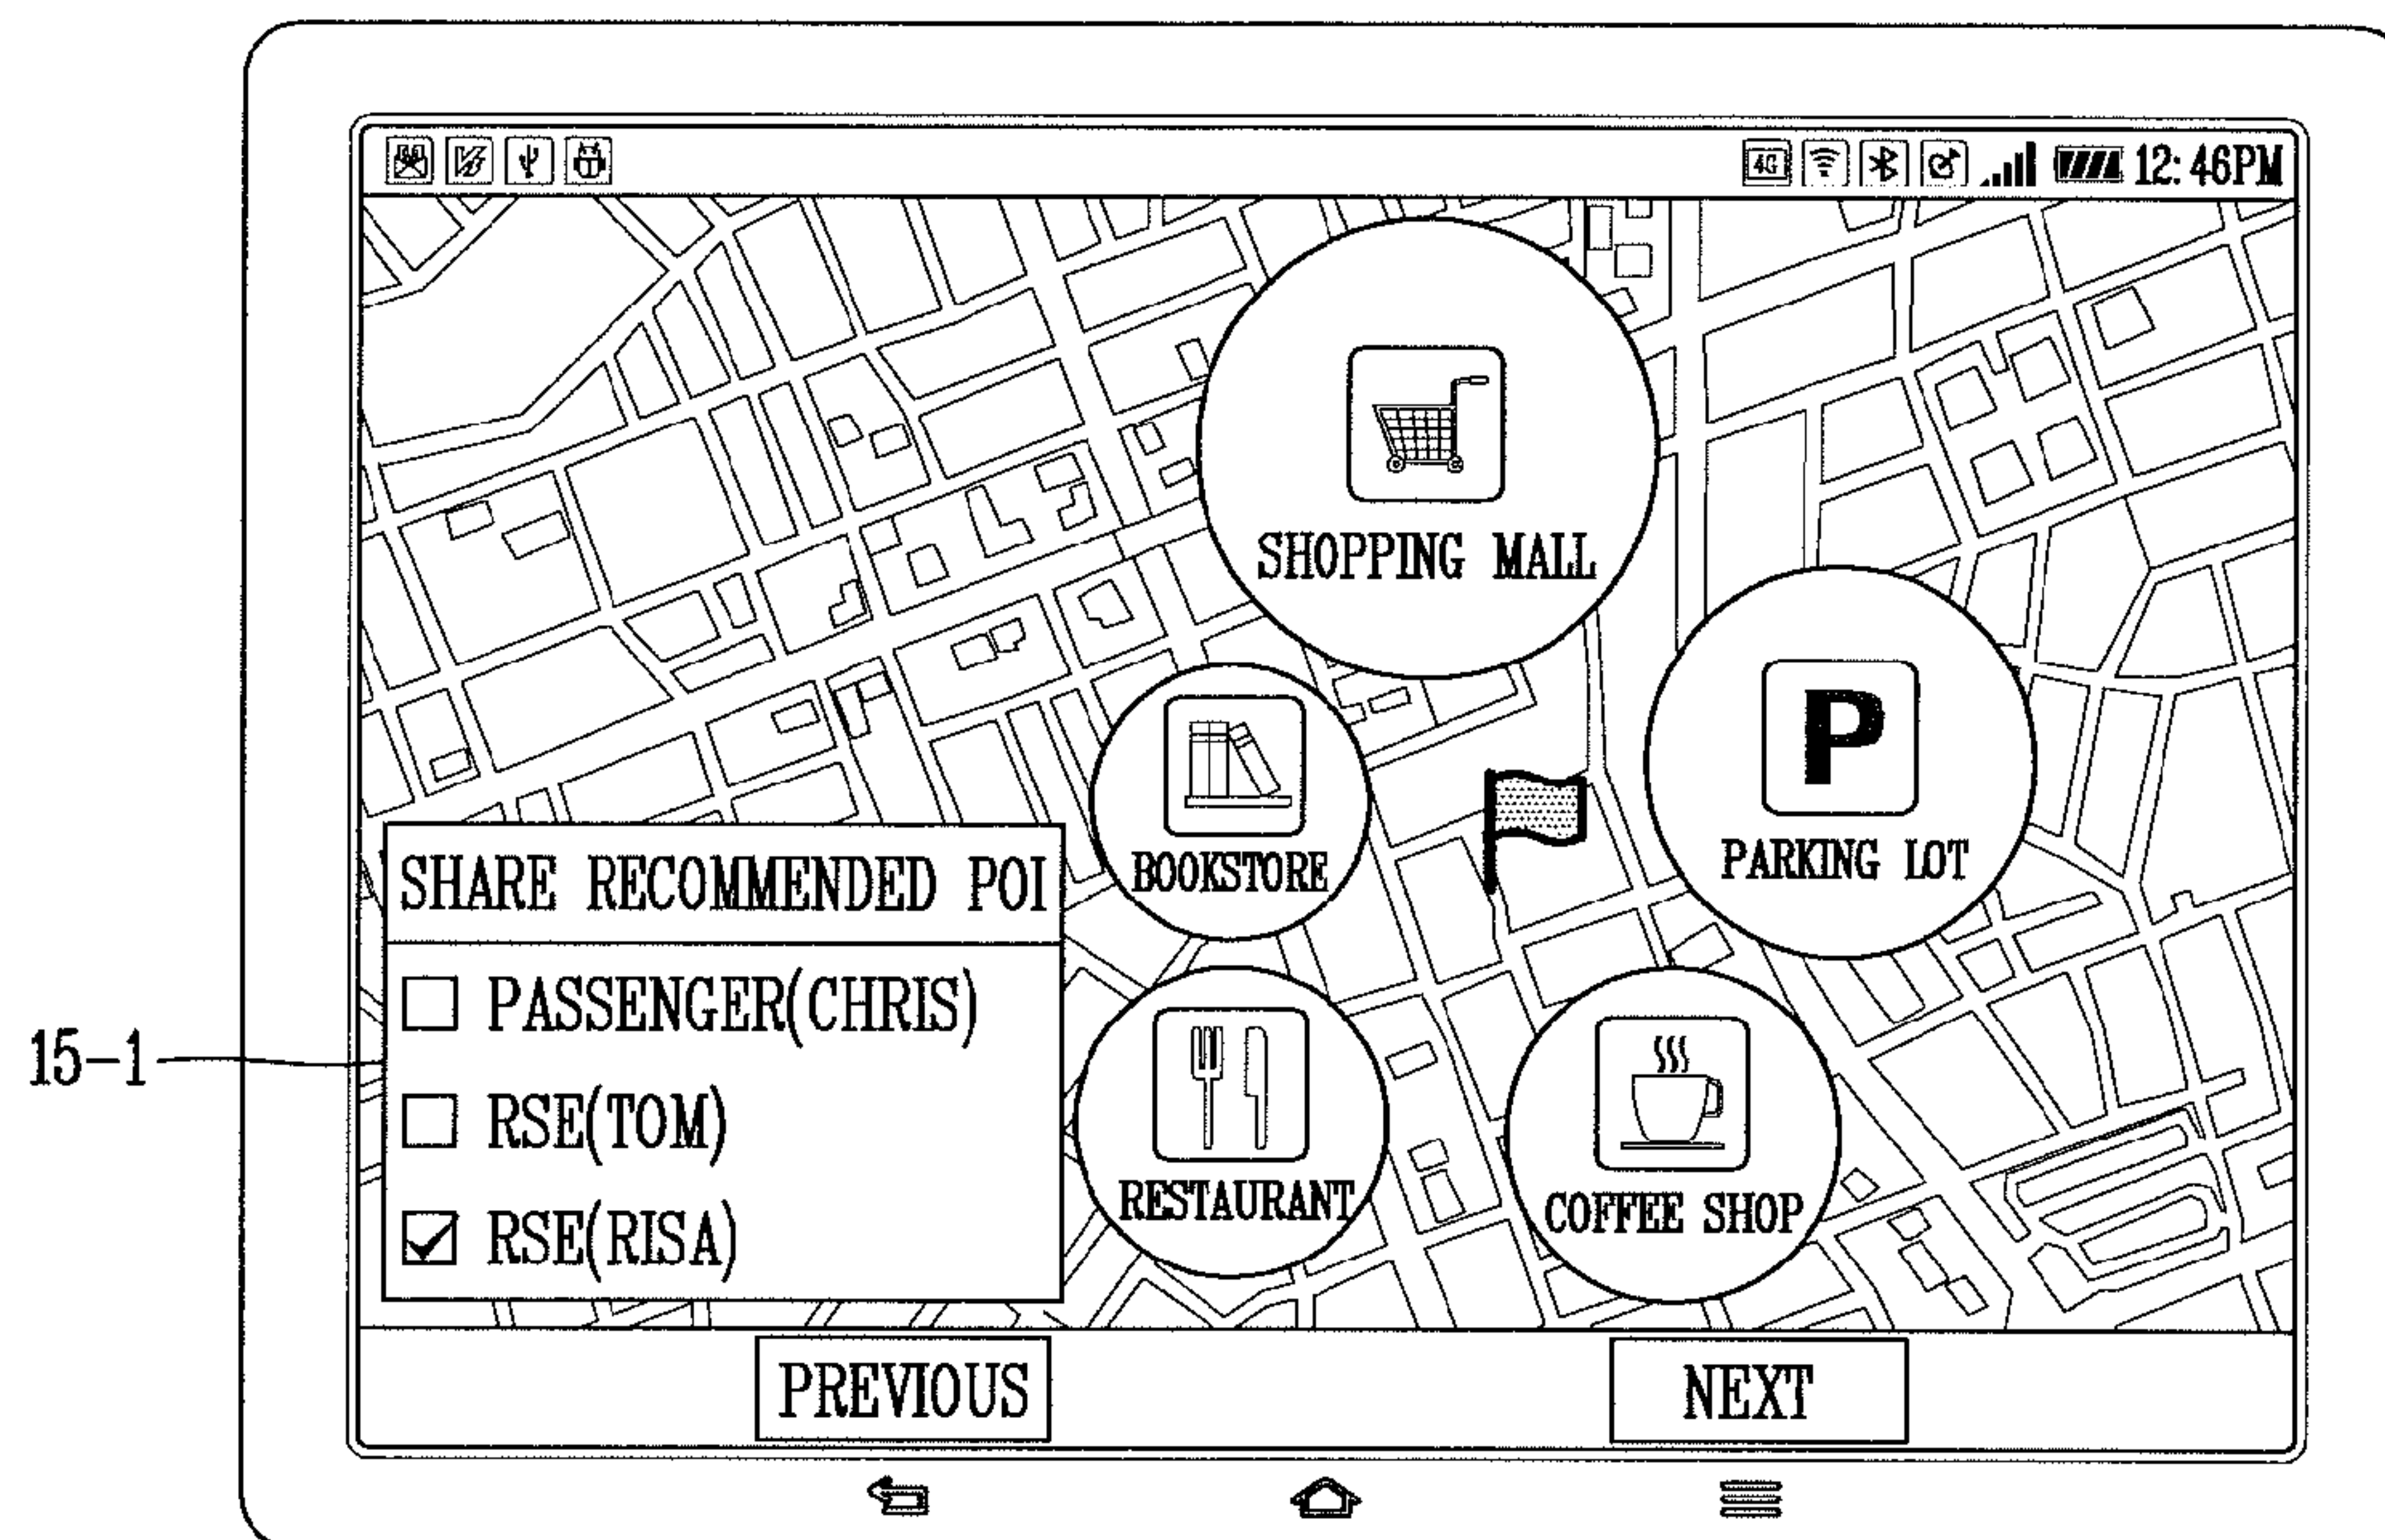 4G 12:46PM
SHOPPING MALL
P
PARKING LOT
BOOKSTORE
SHARE RECOMMENDED POI
PASSENGER(CHRIS)
15-1
RSE(TOM)
RSE(RISA)
RESTAURANT
COFFEE SHOP
PREVIOUS
NEXT